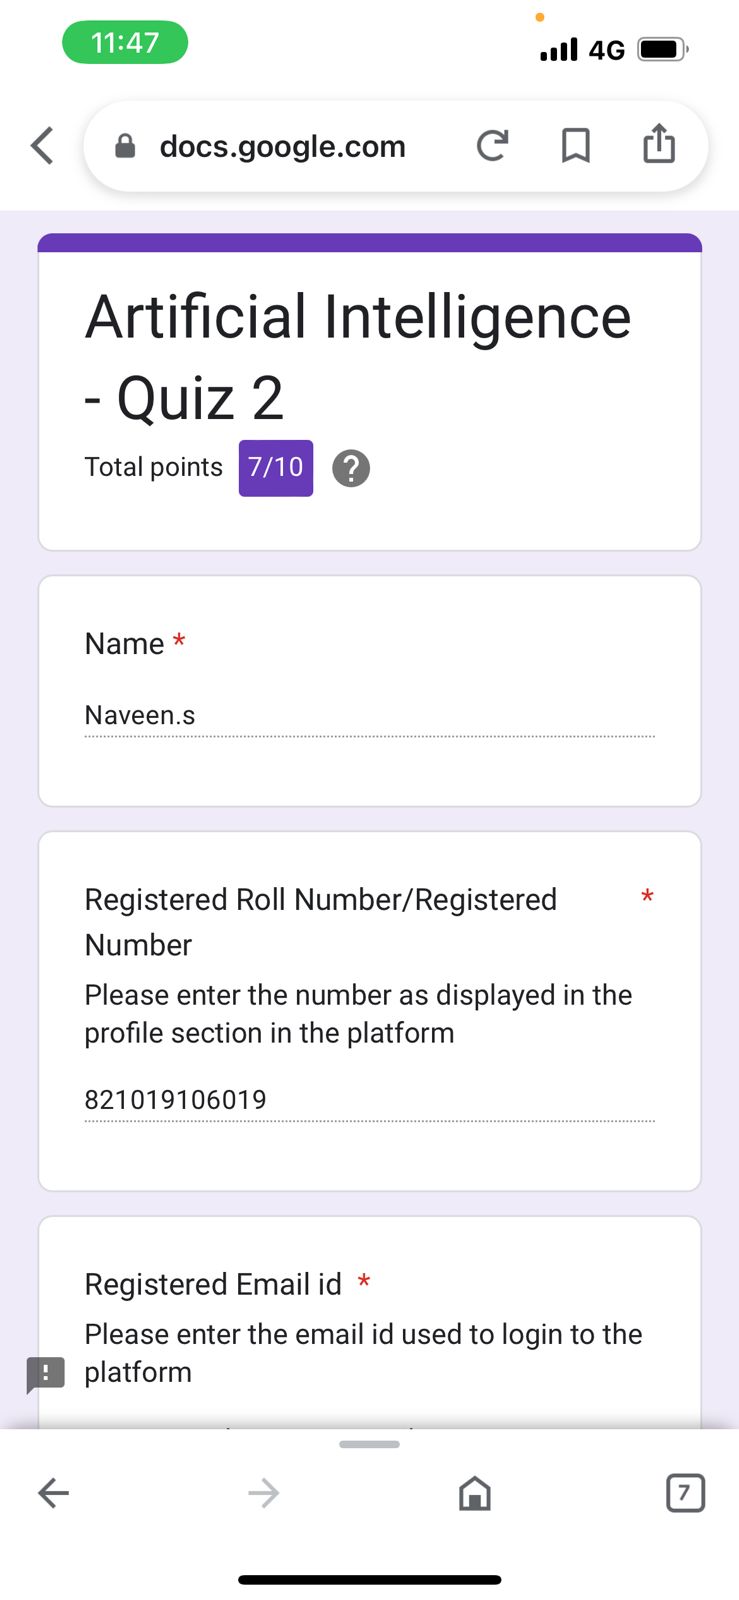 11:47
4G
docs.google.com
Artificial Intelligence
- Quiz 2
Total points 7/10 ?
Name *
Naveen.s
Registered Roll Number/Registered *
Number
Please enter the number as displayed in the
profile section in the platform
821019106019
Registered Email id *
Please enter the email id used to login to the
platform
7